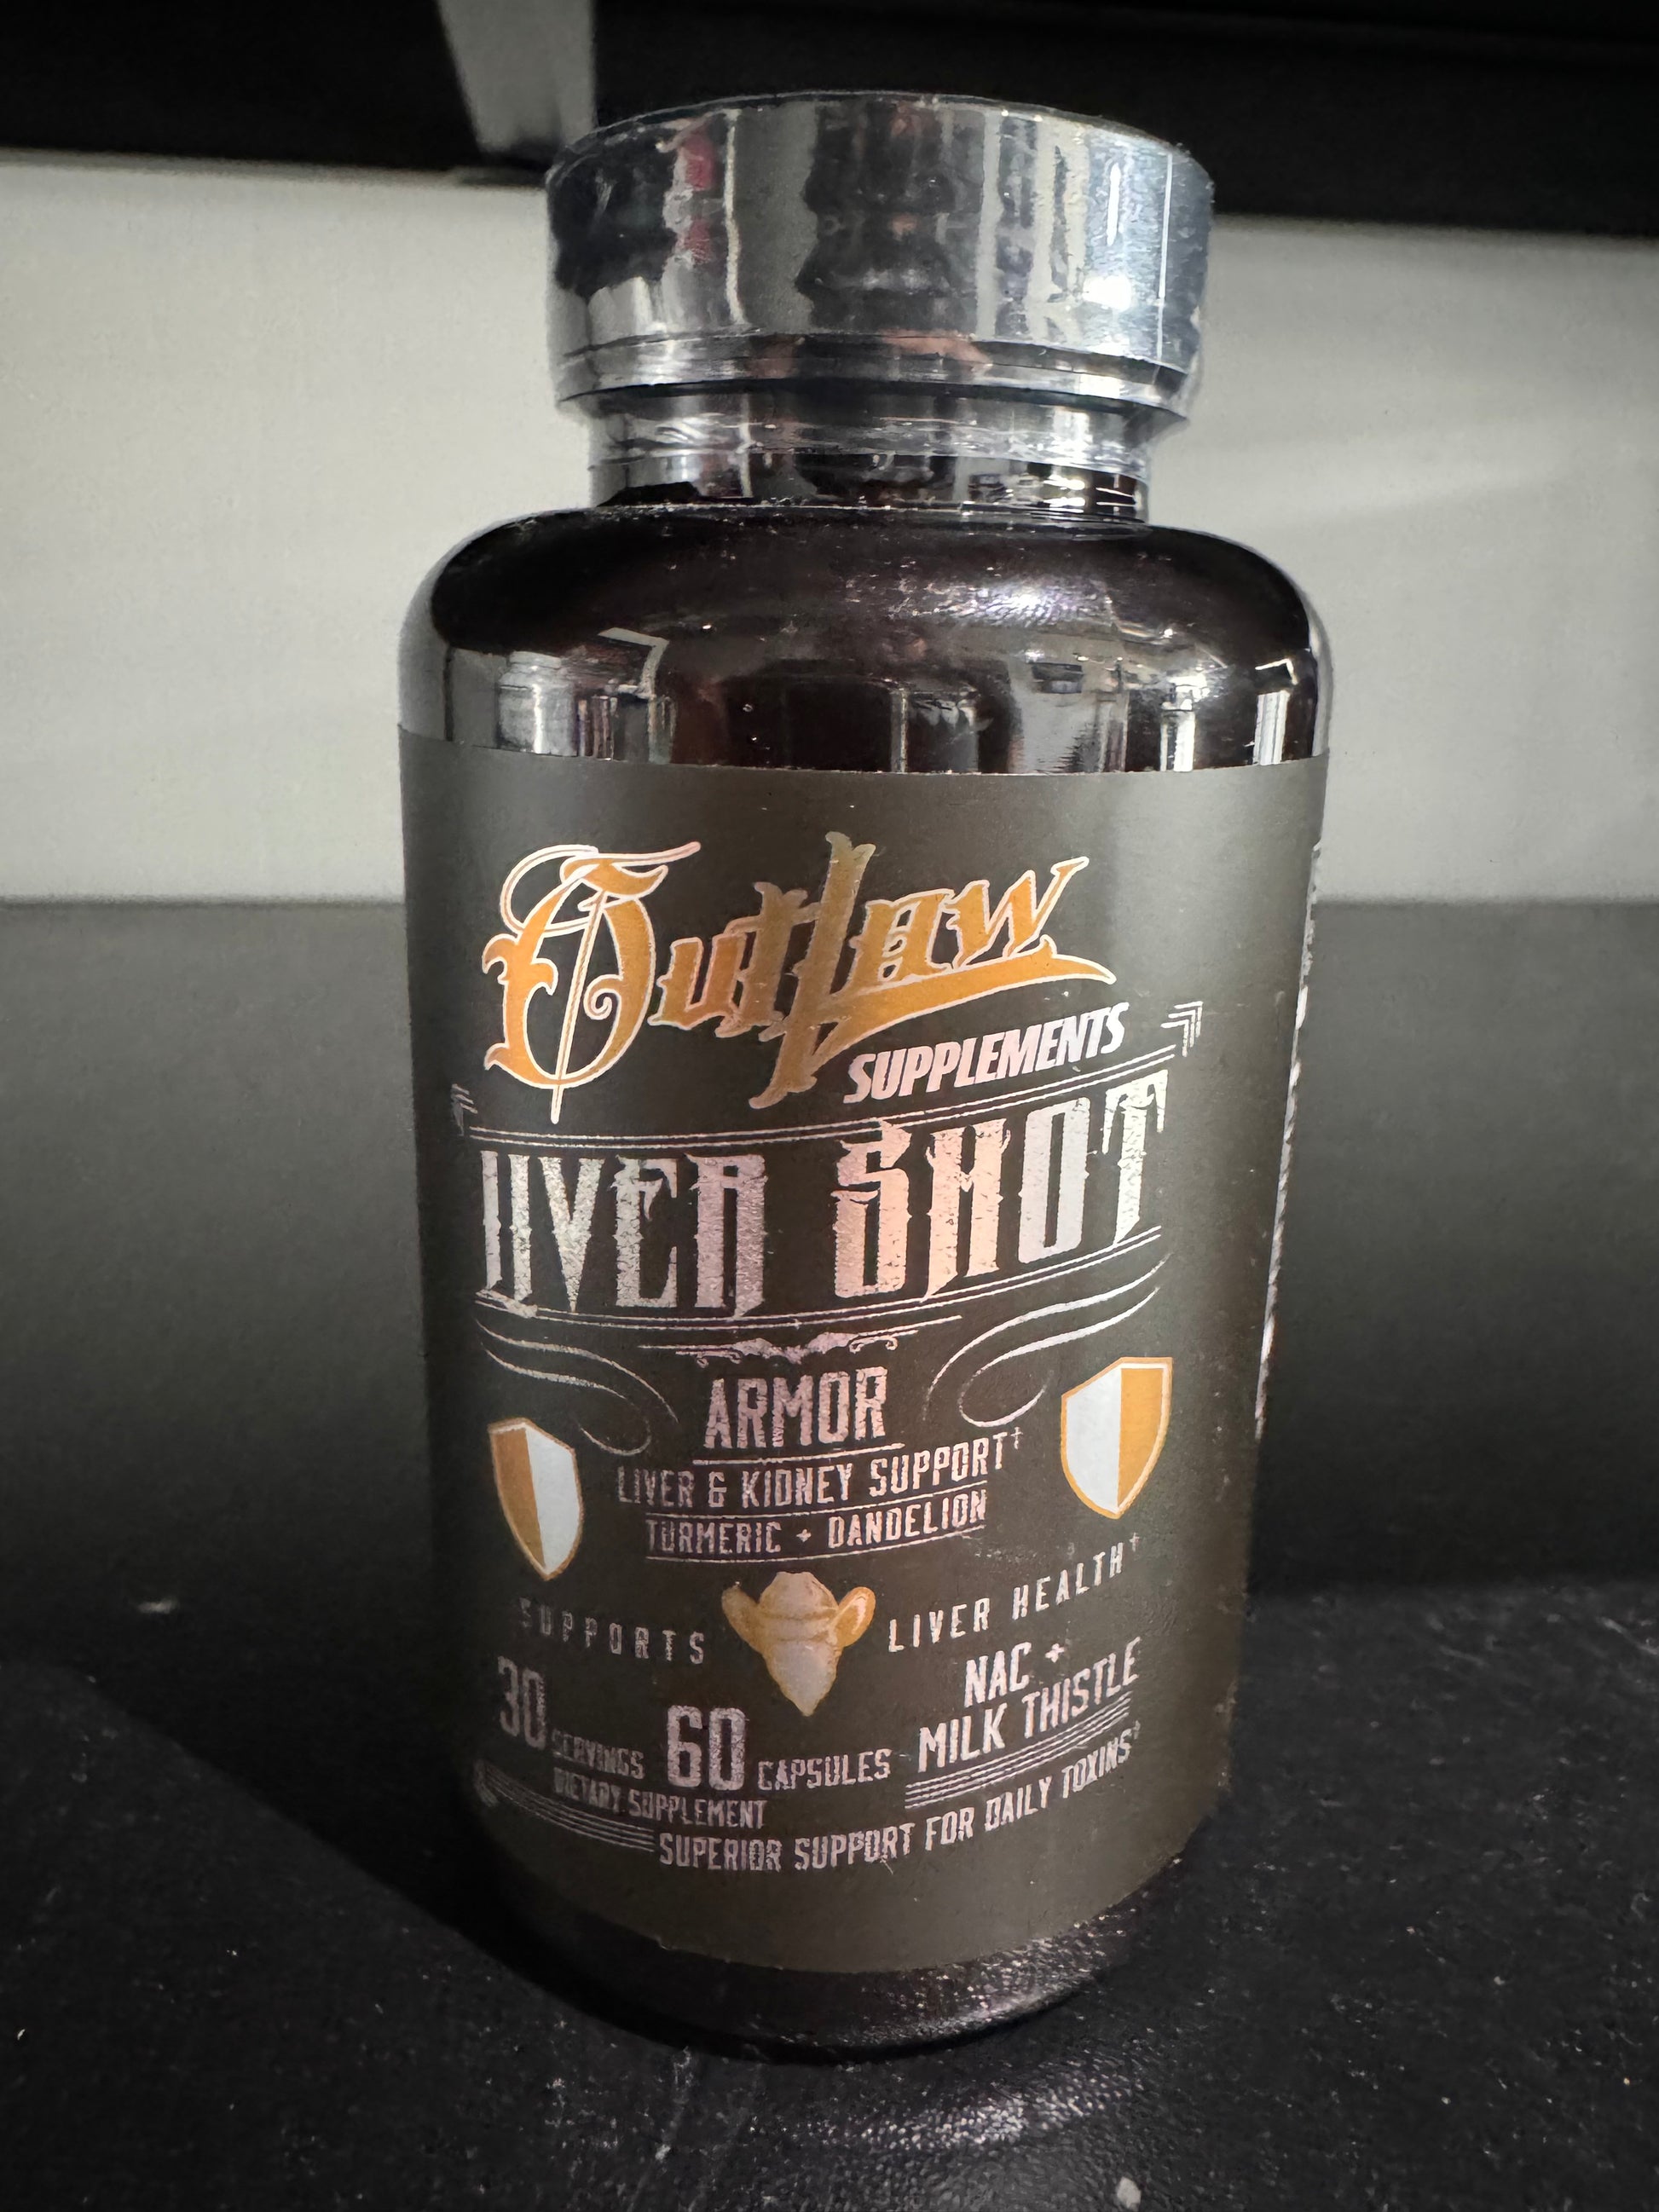 Outlaw
SUPPLEMENTS
LIVER SHOT
ARMOR
LIVER & KIDNEY SUPPORT†
TURMERIC + DANDELION
SUPPORTS LIVER HEALTH†
NAC +
MILK THISTLE
30 SERVINGS 60 CAPSULES
DIETARY SUPPLEMENT
SUPERIOR SUPPORT FOR DAILY TOXINS†